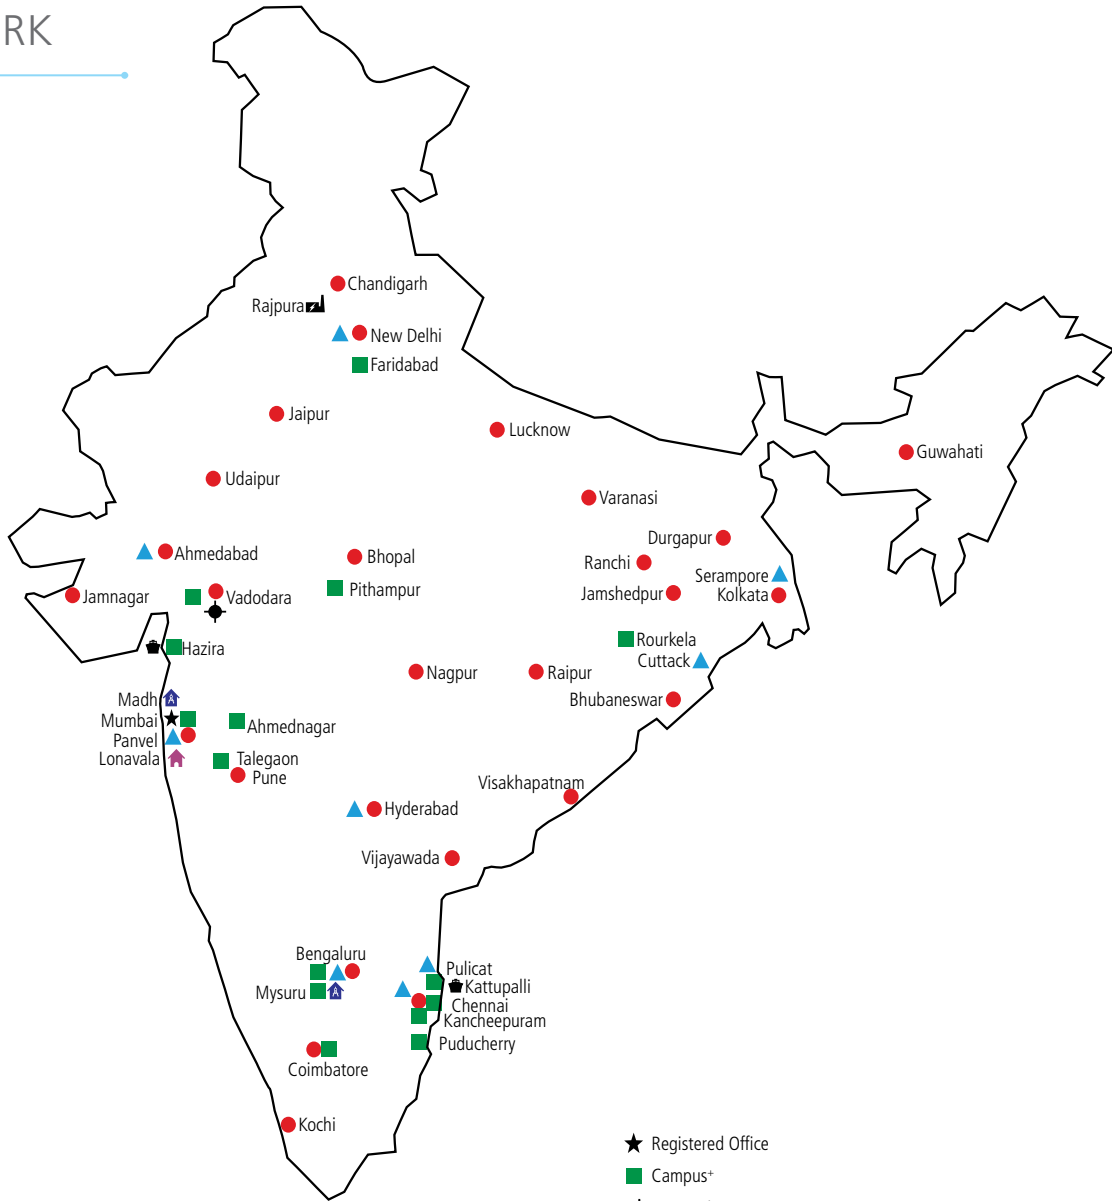 RK
Chandigarh
Rajpura
New Delhi
Faridabad
Jaipur
Lucknow
Guwahati
Udaipur
Varanasi
Durgapur
Ahmedabad
Bhopal
Ranchi
Serampore
Pithampur
Jamshedpur
Kolkata
Jamnagar
Vadodara
Rourkela
Hazira
Cuttack
Nagpur
Raipur
Bhubaneswar
Madh
Mumbai
Ahmednagar
Panvel
Lonavala
Talegaon
Pune
Visakhapatnam
Hyderabad
Vijayawada
Bengaluru
Pulicat
Kattupalli
Mysuru
Chennai
Kancheepuram
Puducherry
Coimbatore
Kochi
Registered Office
Campus+